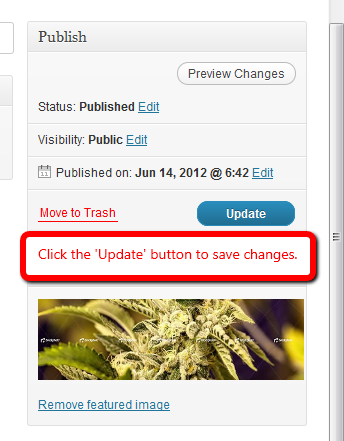 Publish
Preview Changes
Status: Published Edit
Visibility: Public Edit
Published on: Jun 14, 2012 @ 6:42 Edit
Move to Trash
Update
Click the 'Update' button to save changes.
Remove featured image